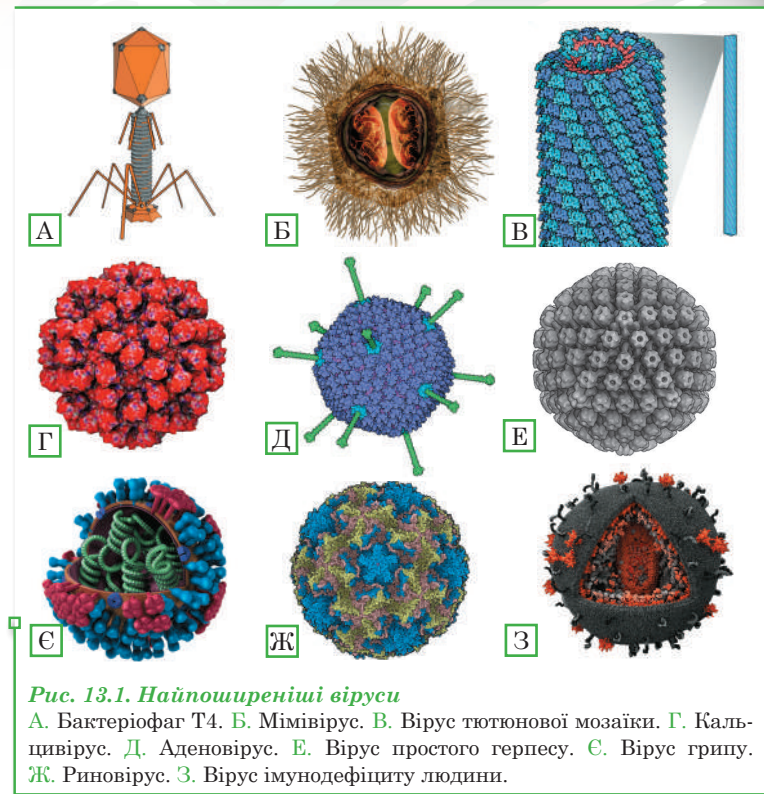 А
Б
В
Г
Д
Е
Є
Ж
З
Рис. 13.1. Найпоширеніші віруси
А. Бактеріофаг Т4. Б. Мімівірус. В. Вірус тютюнової мозаїки. Г. Каль-
цивірус. Д. Аденовірус. Е. Вірус простого герпесу. Є. Вірус грипу.
Ж. Риновірус. З. Вірус імунодефіциту людини.